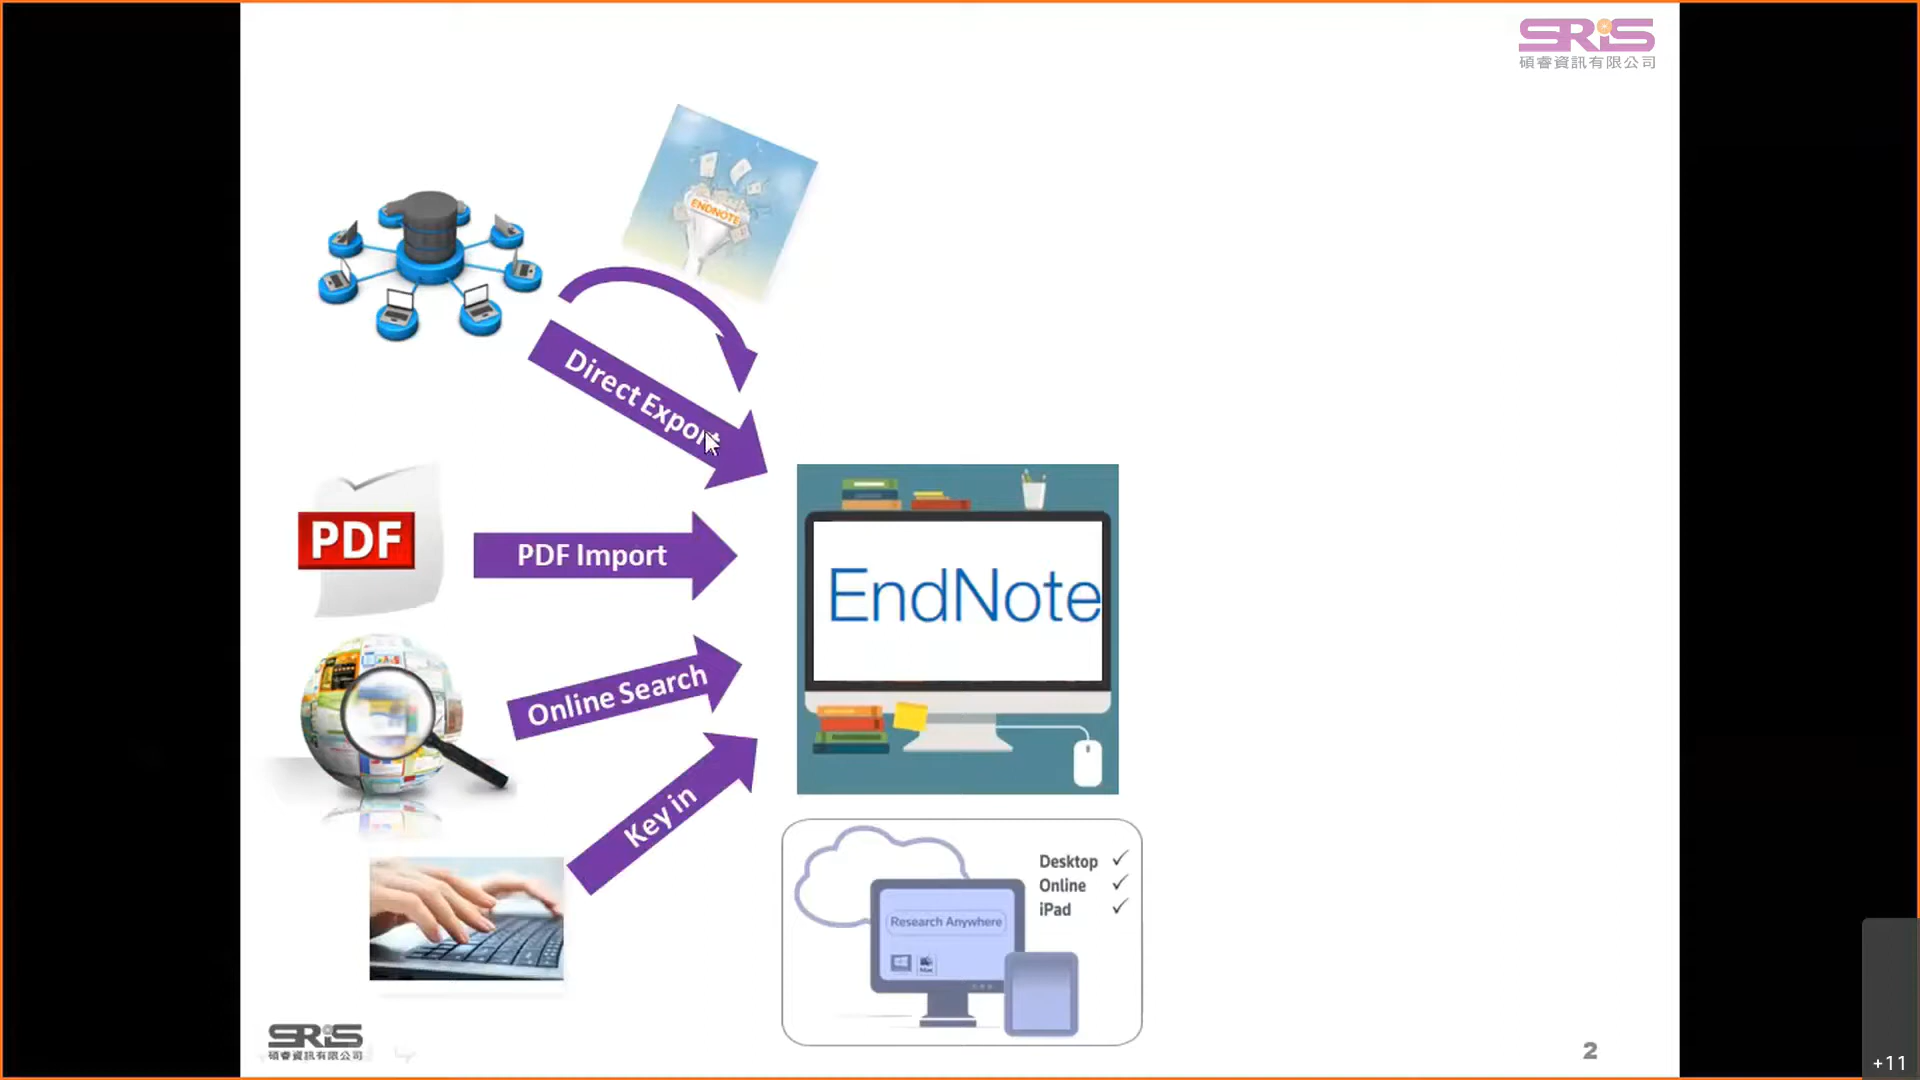 SRIS
碩睿資訊有限公司
ENDNOTE
Direct Export
PDF
PDF Import
EndNote
Online Search
Key in
Desktop ✓
Online ✓
iPad ✓
Research Anywhere
Mac
SRIS
碩睿資訊有限公司
2
+11